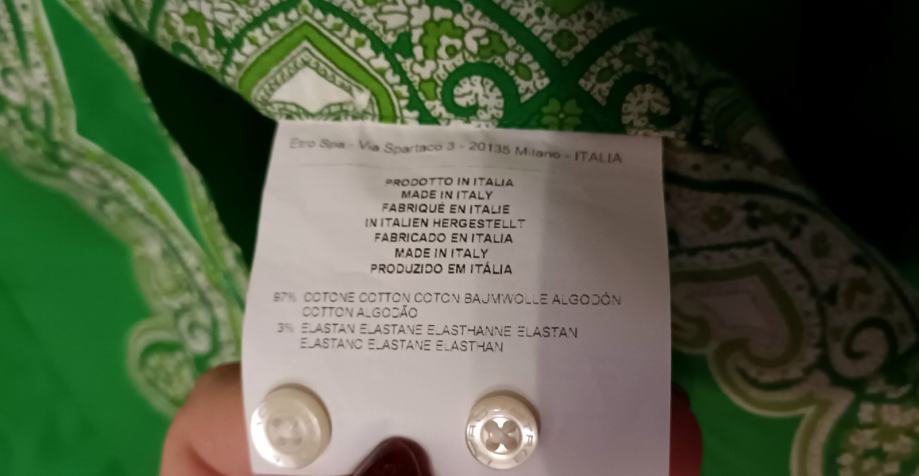 Etro Spa - Via Spartaco 3 - 20135 Milano - ITALIA
PRODOTTO IN ITALIA
MADE IN ITALY
FABRIQUÉ EN ITALIE
IN ITALIEN HERGESTELLT
FABRICADO EN ITALIA
MADE IN ITALY
PRODUZIDO EM ITÁLIA
97% COTONE COTTON COTON BAUMWOLLE ALGODÓN
COTTON ALGODÃO
3% ELASTAN ELASTANE ELASTHANNE ELASTAN
ELASTANO ELASTANE ELASTHAN